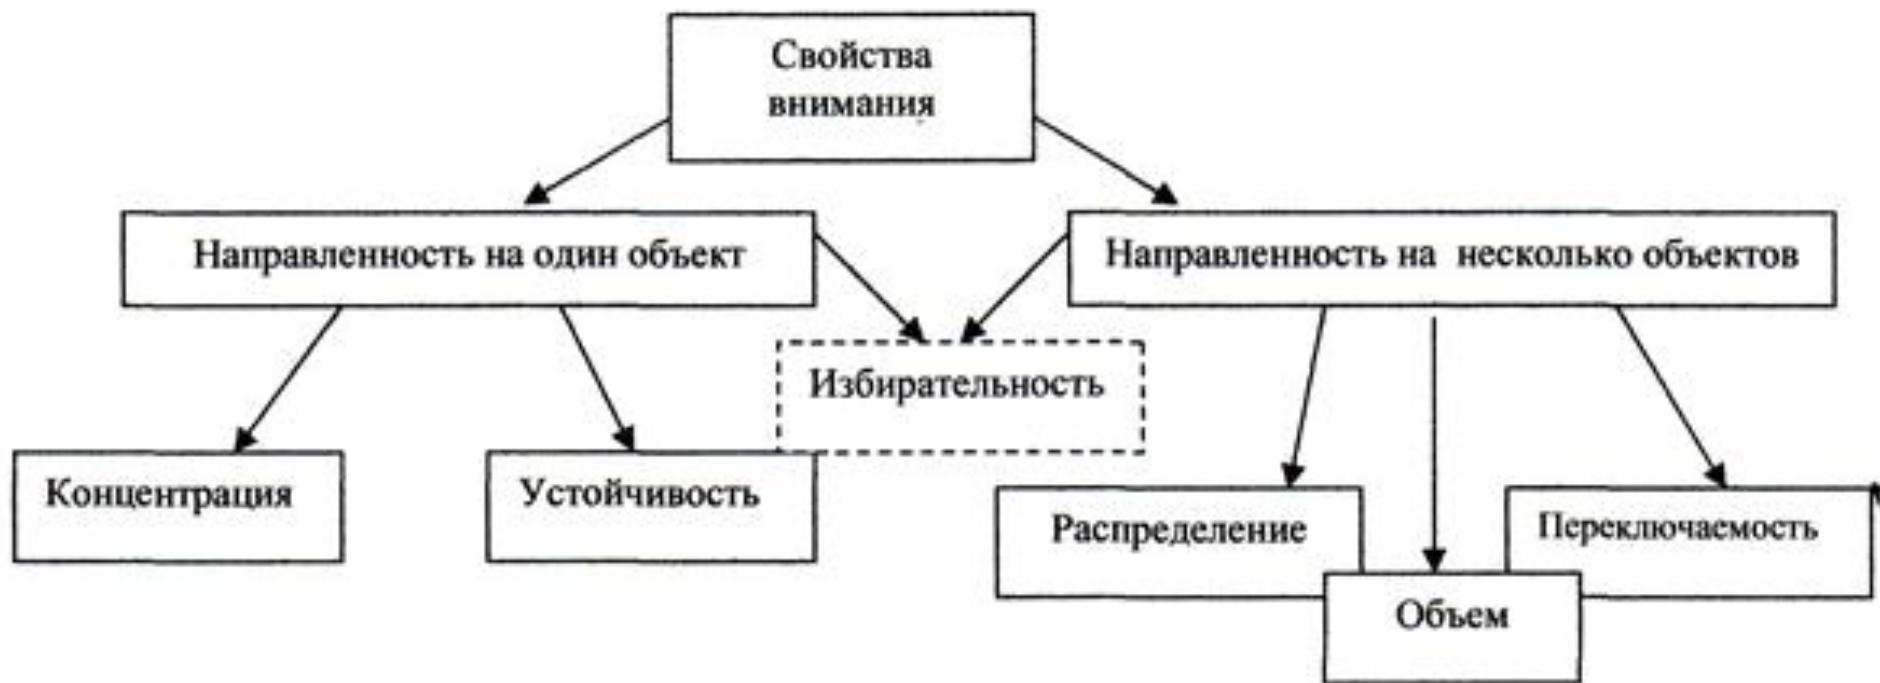 Свойства
внимания
Направленность на один объект
Направленность на несколько объектов
Избирательность
Концентрация
Устойчивость
Распределение
Переключаемость
Объем